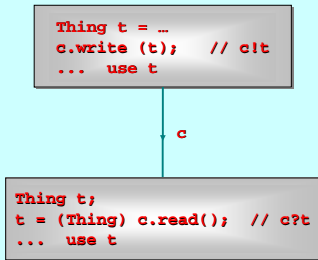 Thing t = …
c.write (t);   // c!t
...  use t
c
Thing t;
t = (Thing) c.read();  // c?t
...  use t